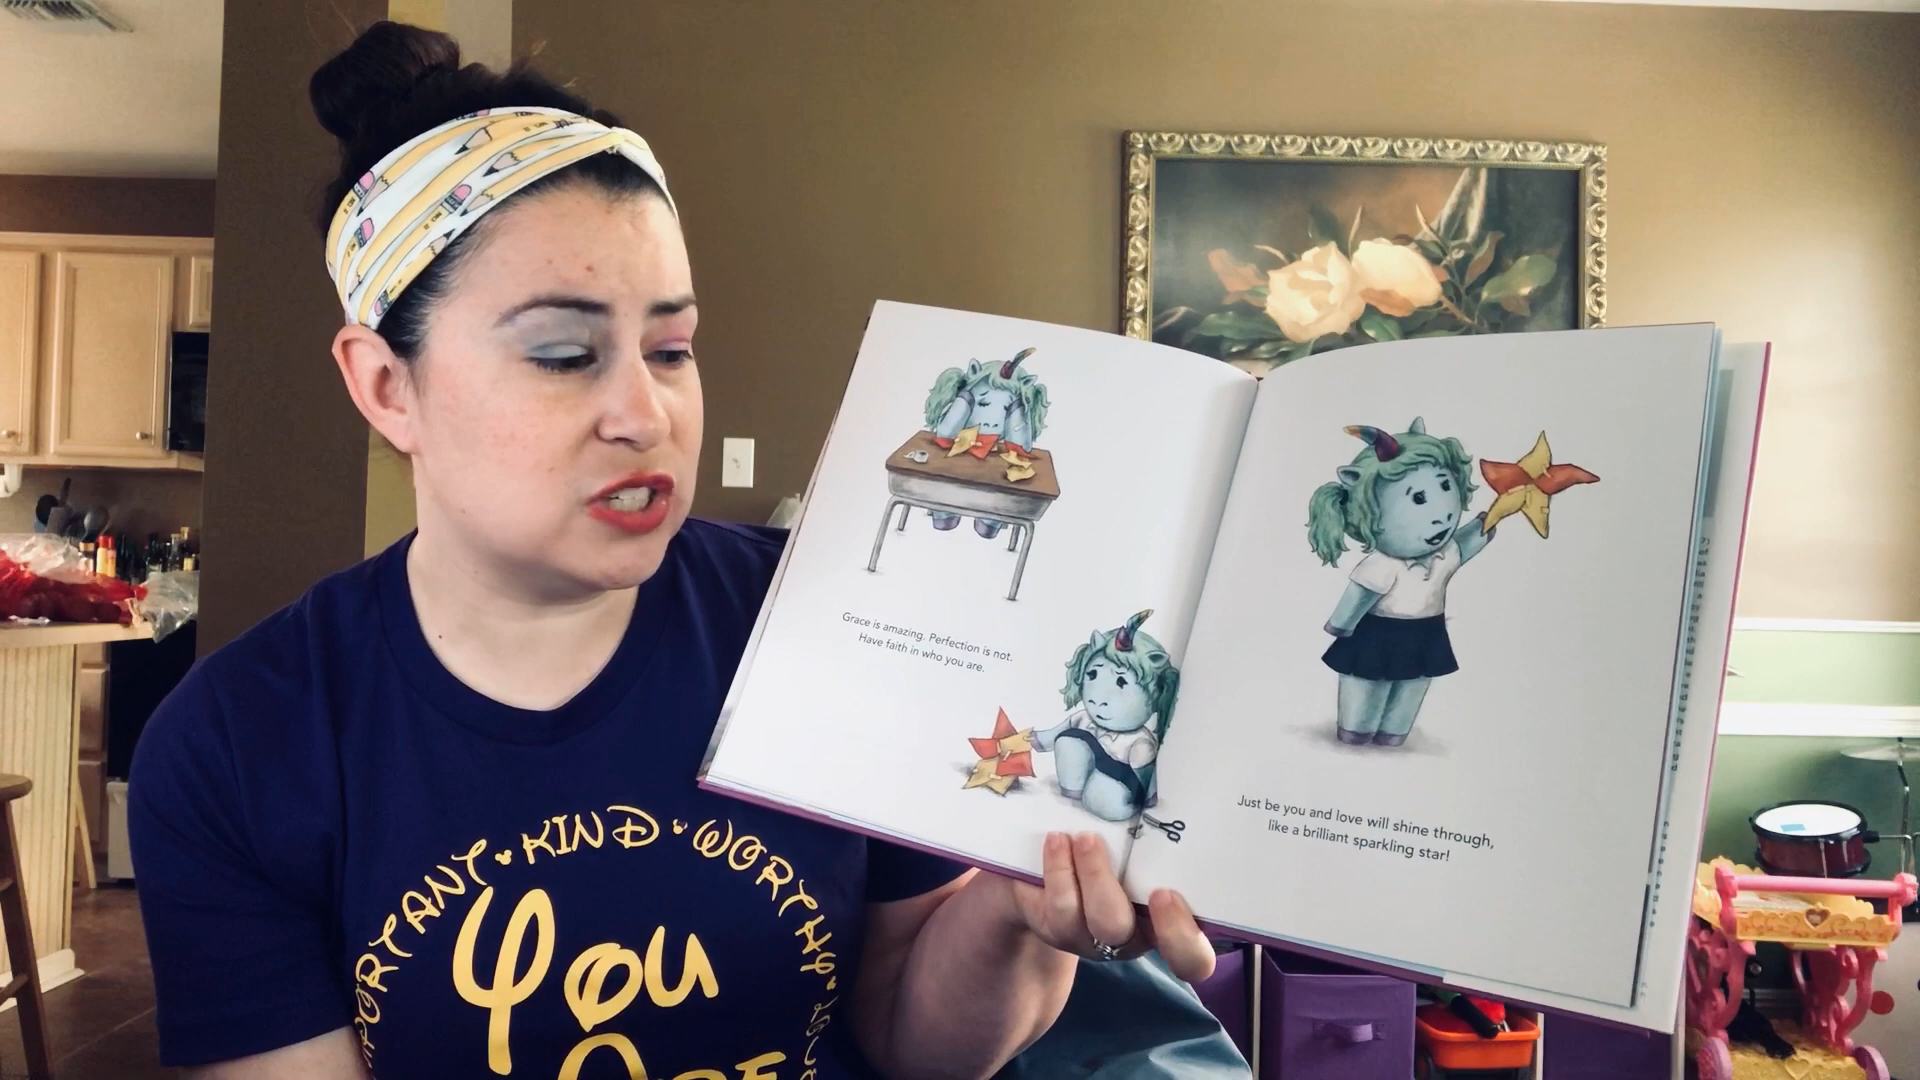 Grace is amazing. Perfection is not.
Have faith in who you are.
Just be you and love will shine through,
like a brilliant sparkling star!
KIND • WORTHY •
You